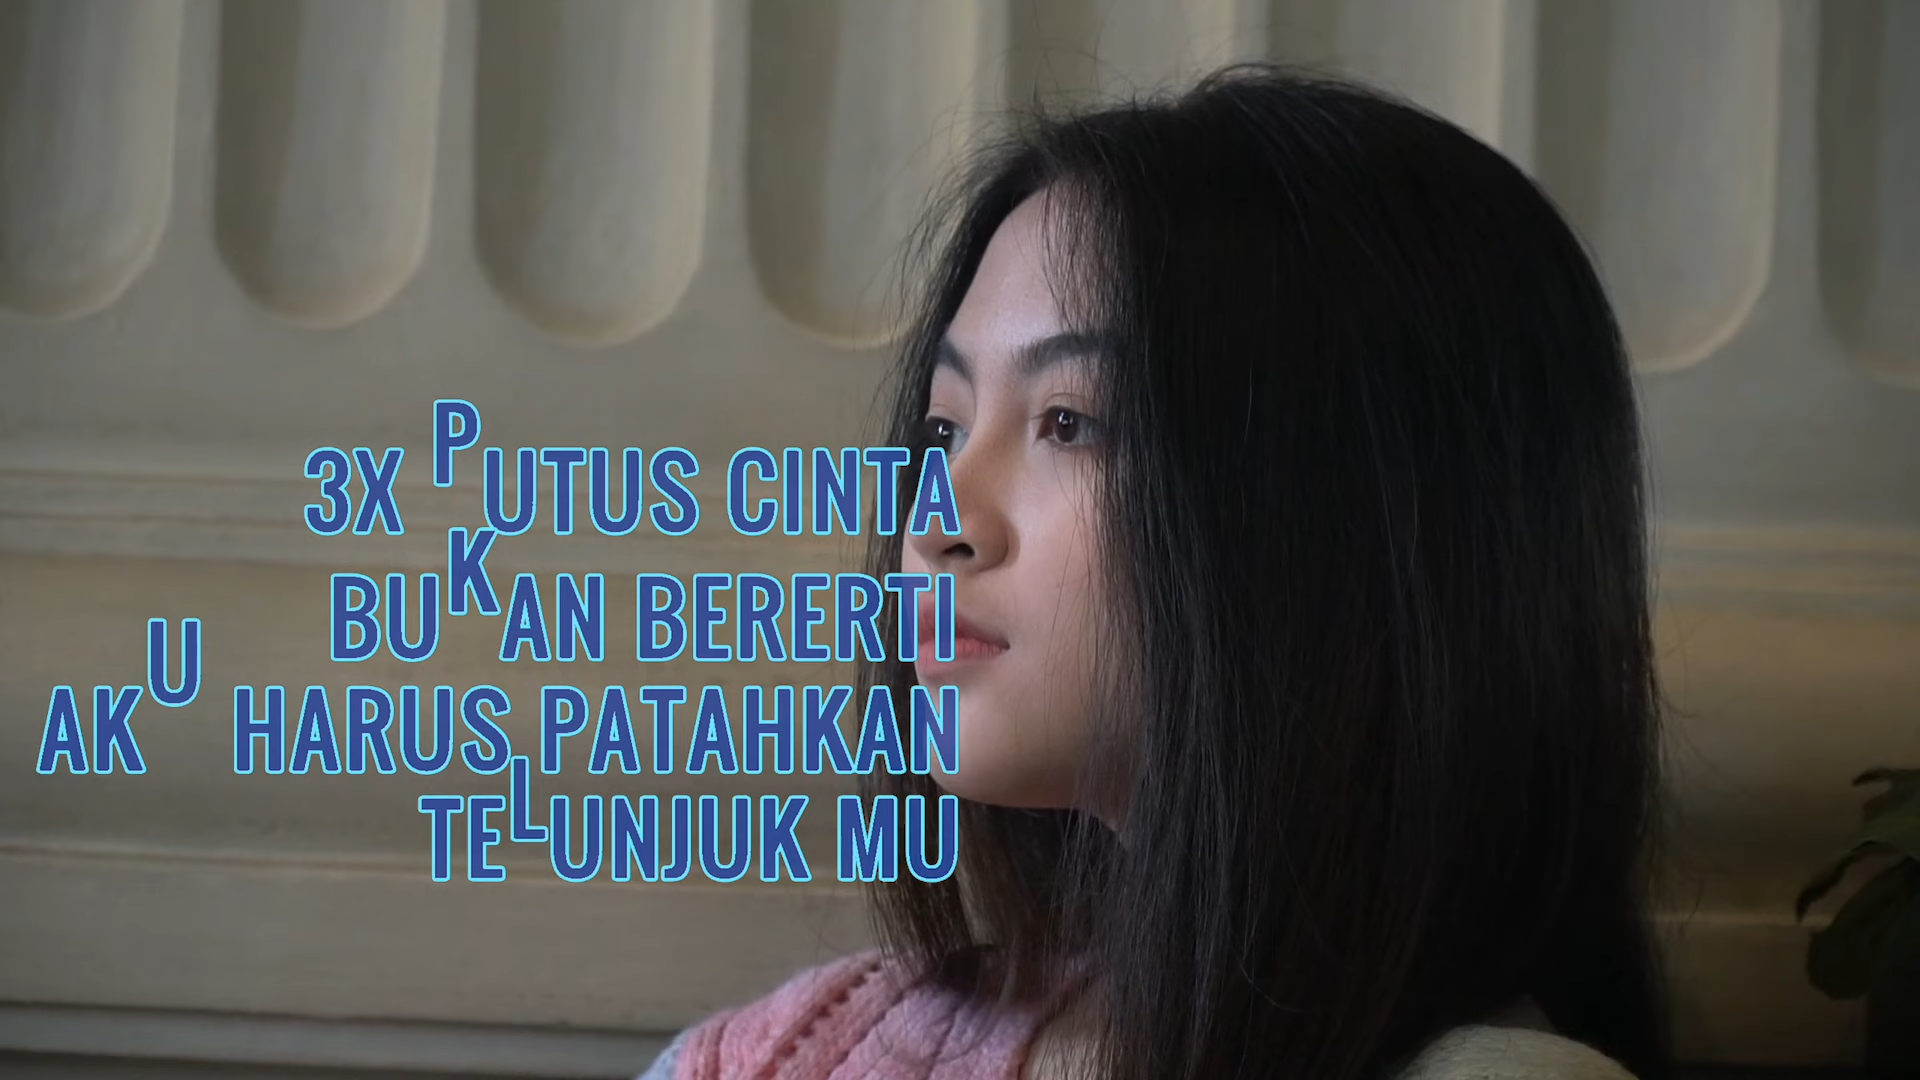 3X PUTUS CINTA
BUKAN BERERTI
AKU HARUS PATAHKAN
TELUNJUK MU